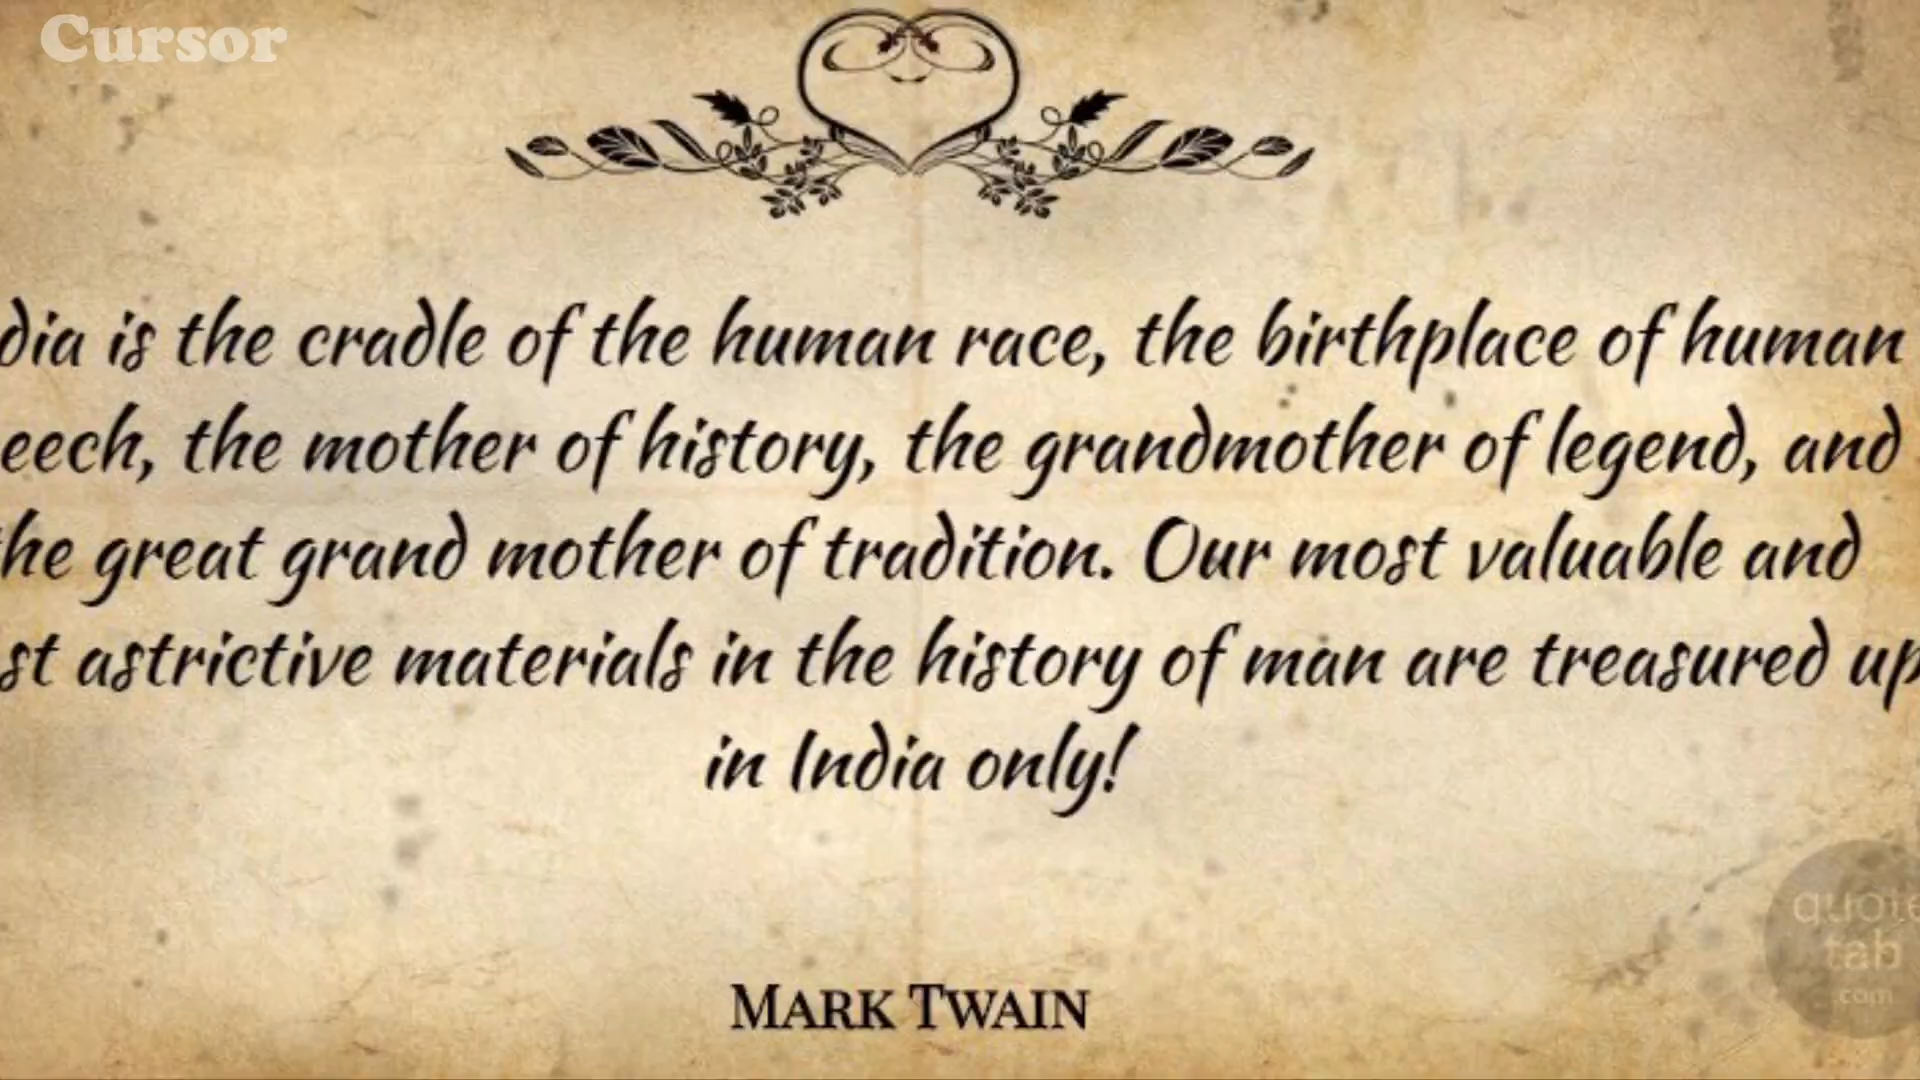 Cursor
dia is the cradle of the human race, the birthplace of human
eech, the mother of history, the grandmother of legend, and
the great grand mother of tradition. Our most valuable and
st astrictive materials in the history of man are treasured up
in India only!
MARK TWAIN
quote
tab
.com